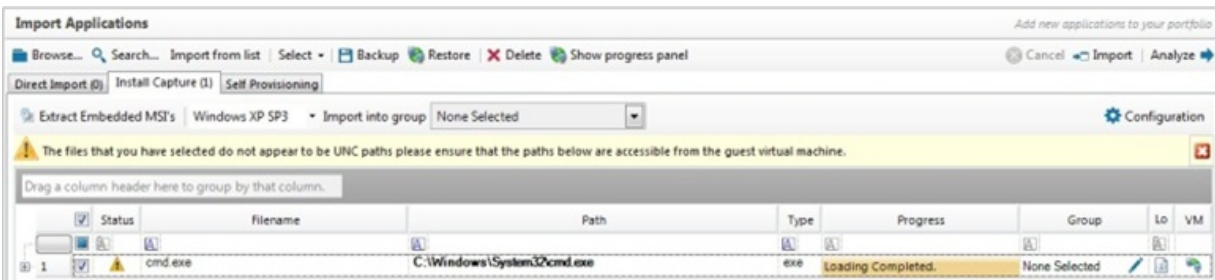 Import Applications
Add new applications to your portfolio
Browse... Search... Import from list Select Backup Restore Delete Show progress panel
Cancel Import Analyze
Direct Import (0) Install Capture (1) Self Provisioning
Extract Embedded MSI's Windows XP SP3 Import into group None Selected
Configuration
The files that you have selected do not appear to be UNC paths please ensure that the paths below are accessible from the guest virtual machine.
Drag a column header here to group by that column.
Status Filename Path Type Progress Group Lo VM
1 cmd.exe C:\Windows\System32\cmd.exe exe Loading Completed. None Selected